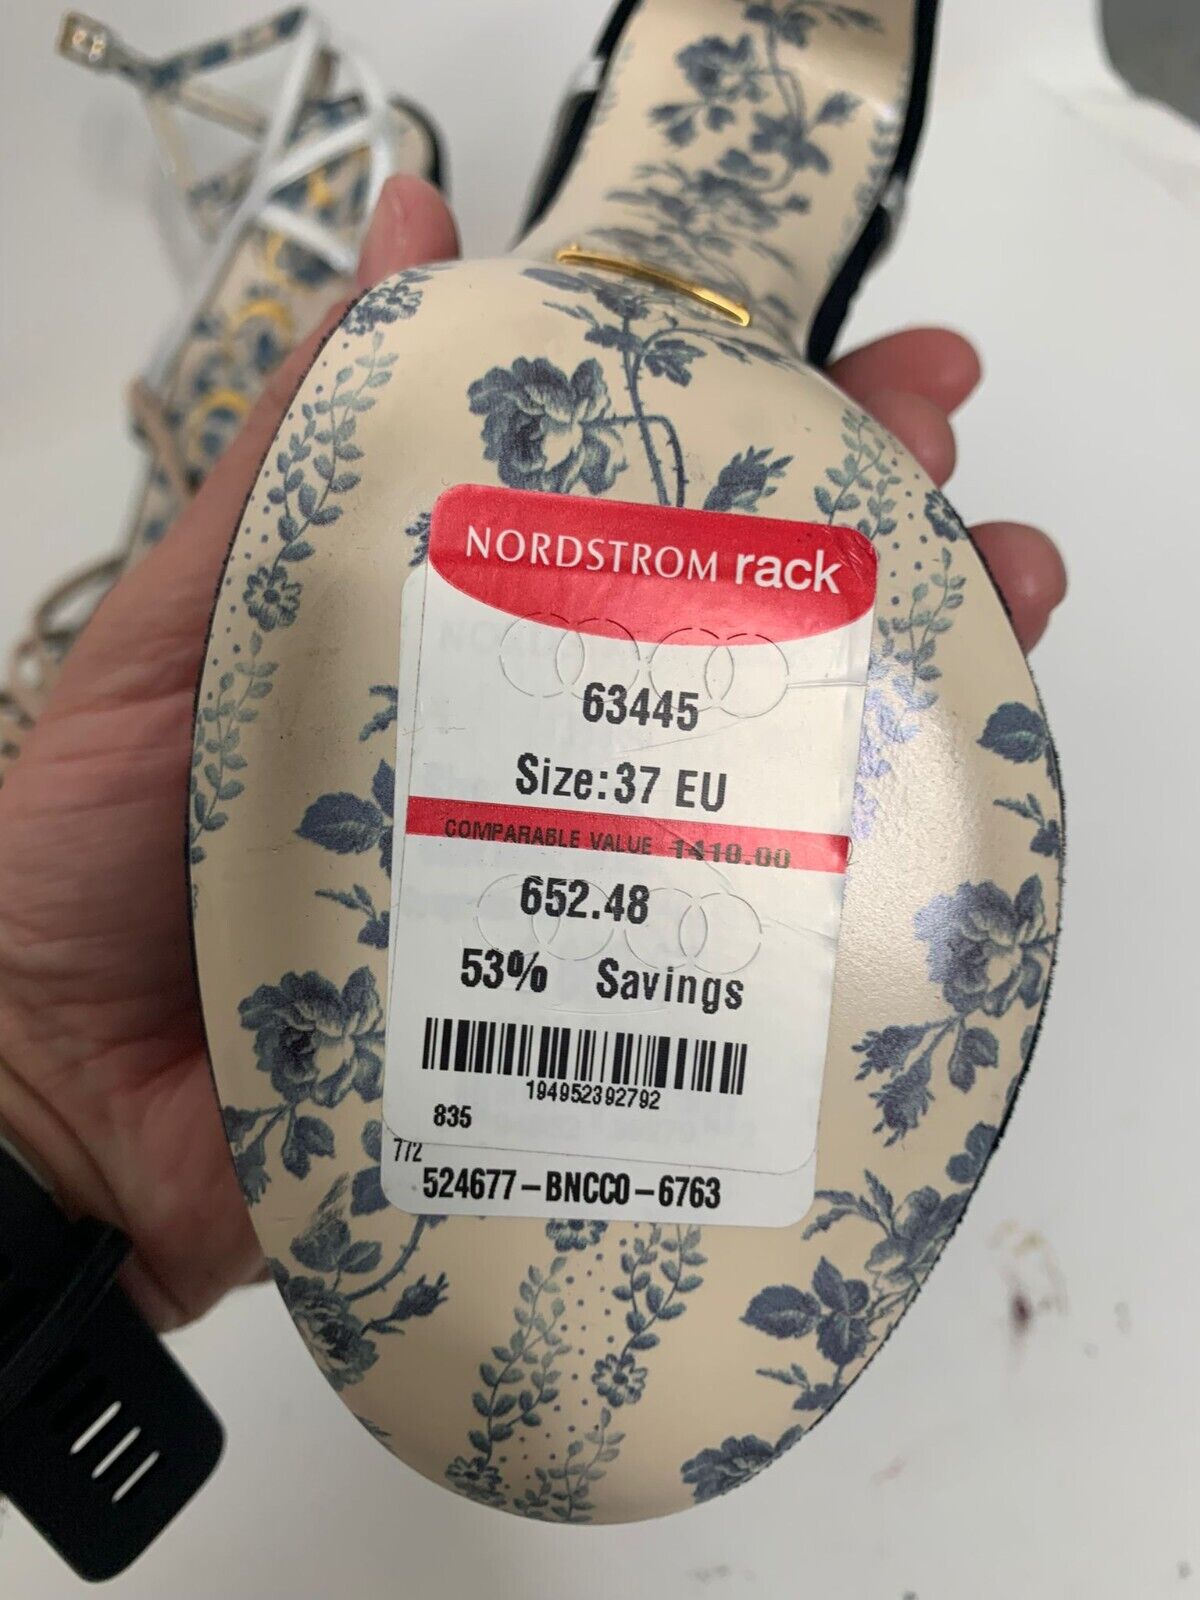 NORDSTROM rack
63445
Size:37 EU
COMPARABLE VALUE 1410.00
652.48
53% Savings
194952392792
835
772
524677-BNCCO-6763